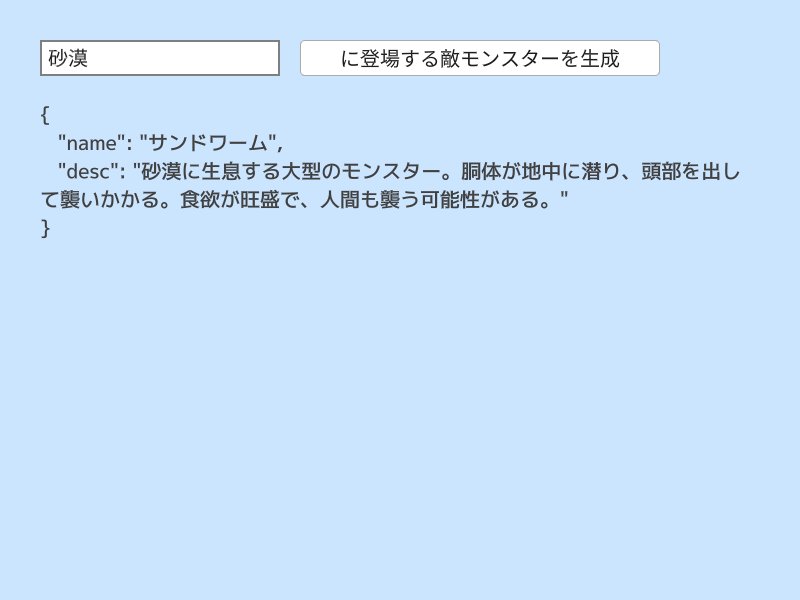 砂漠 に登場する敵モンスターを生成
{
"name": "サンドワーム",
"desc": "砂漠に生息する大型のモンスター。胴体が地中に潜り、頭部を出し
て襲いかかる。食欲が旺盛で、人間も襲う可能性がある。"
}